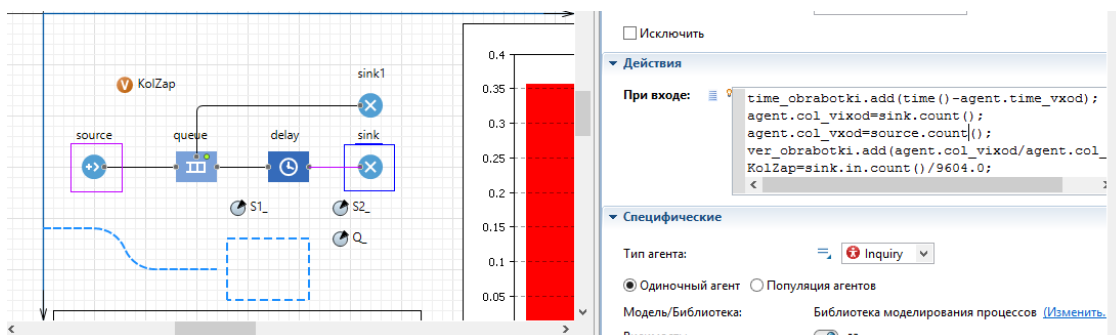 KolZap
sink1
source
queue
delay
sink
S1_
S2_
Q_
0.4
0.35
0.3
0.25
0.2
0.15
0.1
0.05
Исключить
Действия
При входе:
time_obrabotki.add(time()-agent.time_vxod);
agent.col_vixod=sink.count();
agent.col_vxod=source.count();
ver_obrabotki.add(agent.col_vixod/agent.col_
KolZap=sink.in.count()/9604.0;
Специфические
Тип агента:
Inquiry
Одиночный агент
Популяция агентов
Модель/Библиотека:
Библиотека моделирования процессов (Изменить.